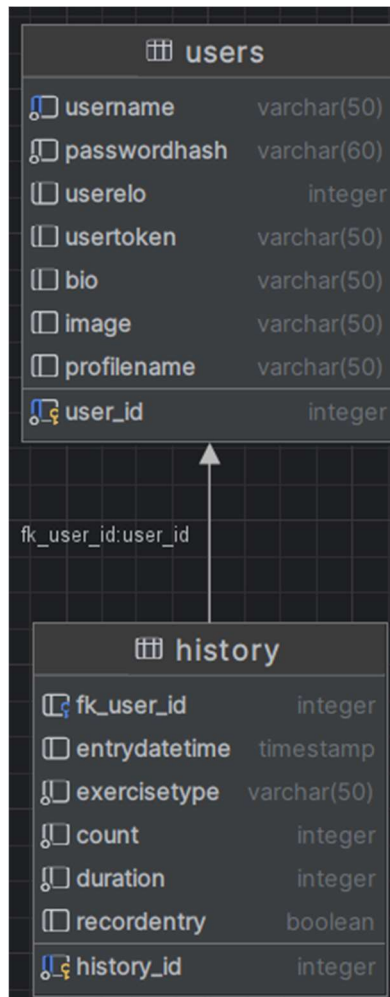 users
username varchar(50)
passwordhash varchar(60)
userelo integer
usertoken varchar(50)
bio varchar(50)
image varchar(50)
profilename varchar(50)
user_id integer
fk_user_id:user_id
history
fk_user_id integer
entrydatetime timestamp
exercisetype varchar(50)
count integer
duration integer
recordentry boolean
history_id integer